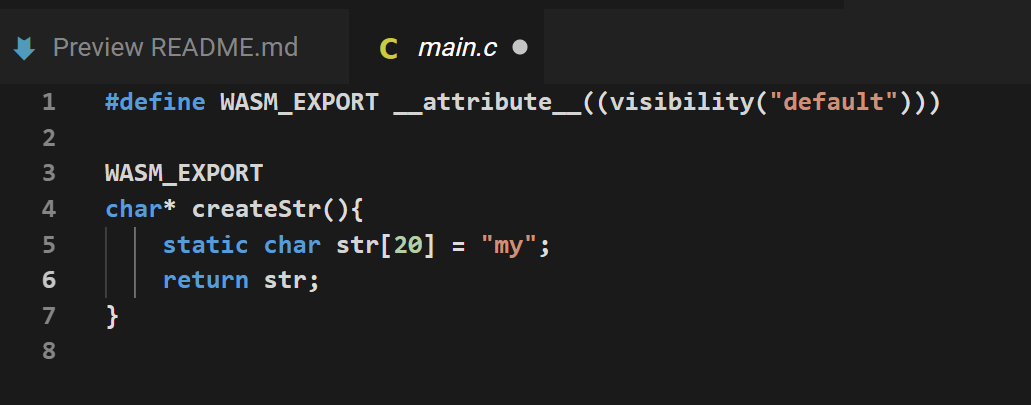 Preview README.md
C main.c
1 #define WASM_EXPORT __attribute__((visibility("default")))
2
3 WASM_EXPORT
4 char* createStr(){
5     static char str[20] = "my";
6     return str;
7 }
8